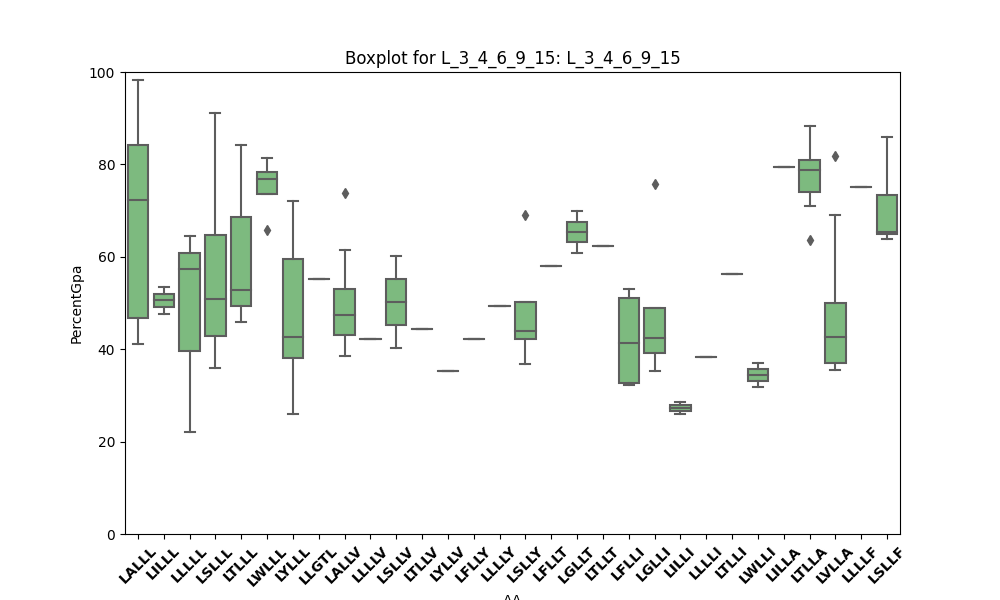 Boxplot for L_3_4_6_9_15: L_3_4_6_9_15
PercentGpa
100
80
60
40
20
0
LALLL LILLL LLLLL LSLLL LTLLL LWLLL LYLLL LLGTL LALLV LLLLV LSLLV LTLLV LYLLV LFLLY LLLLY LSLLY LFLLT LGLLT LTLLT LFLLI LGLLI LILLI LLLLI LTLLI LWLLI LILLA LTLLA LVLLA LLLLF LSLLF
AA